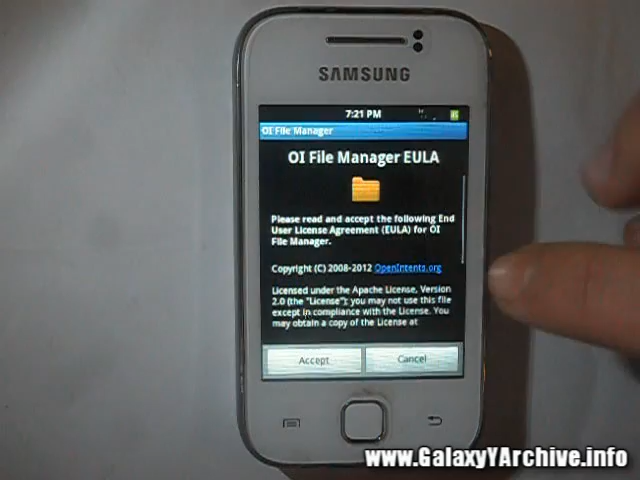 SAMSUNG
7:21 PM
OI File Manager
OI File Manager EULA
Please read and accept the following End
User License Agreement (EULA) for OI
File Manager.
Copyright (C) 2008-2012 OpenIntents.org
Licensed under the Apache License, Version
2.0 (the "License"); you may not use this file
except in compliance with the License. You
may obtain a copy of the License at
Accept Cancel
www.GalaxyYArchive.info